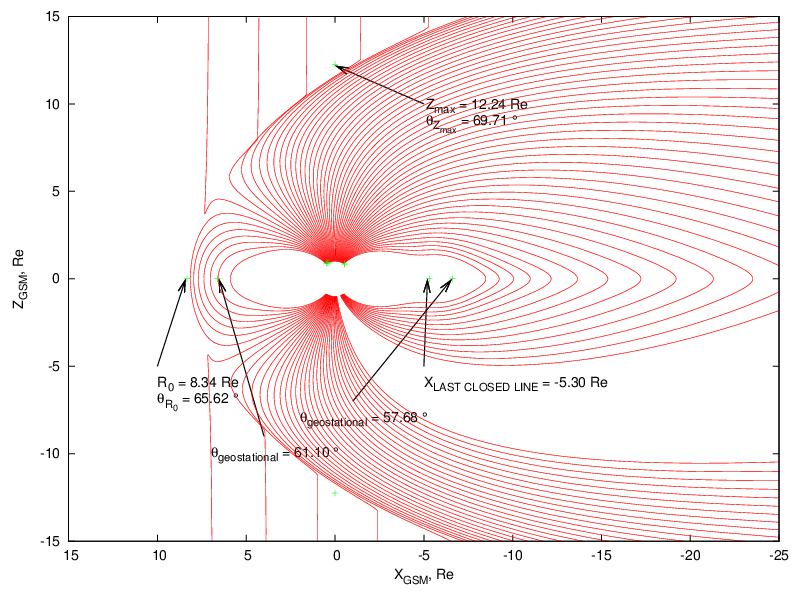 15
10
5
0
-5
-10
-15
Z_GSM, Re
Z_max = 12.24 Re
θ_Z_max = 69.71 °
R_0 = 8.34 Re
θ_R_0 = 65.62 °
X_LAST CLOSED LINE = -5.30 Re
θ_geostational = 57.68 °
θ_geostational = 61.10 °
15 10 5 0 -5 -10 -15 -20 -25
X_GSM, Re